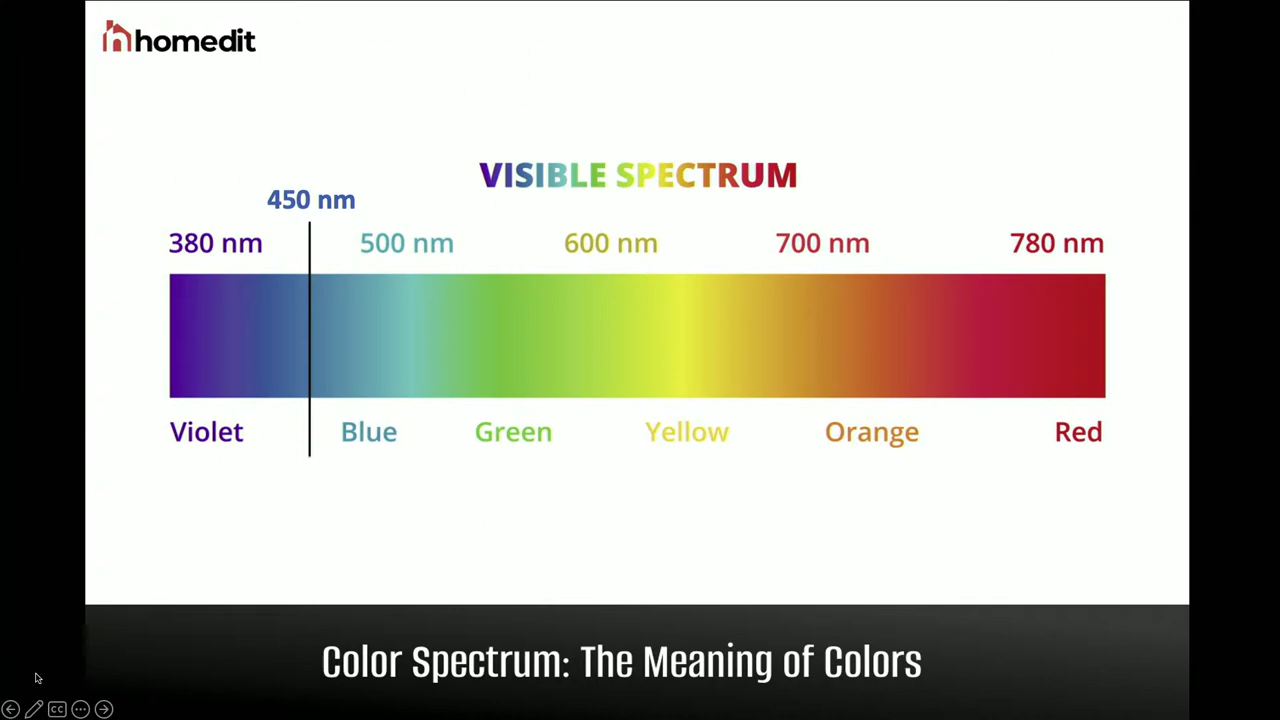 homedit
VISIBLE SPECTRUM
450 nm
380 nm 500 nm 600 nm 700 nm 780 nm
Violet Blue Green Yellow Orange Red
Color Spectrum: The Meaning of Colors
CC